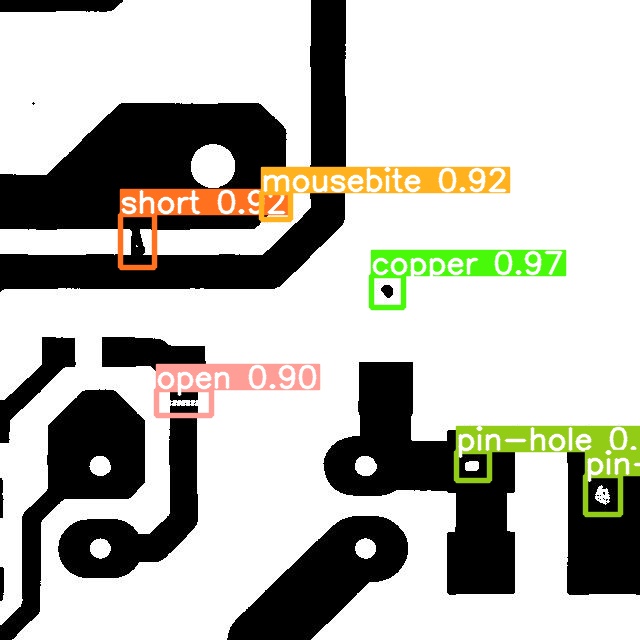 mousebite 0.92
short 0.92
copper 0.97
open 0.90
pin-hole 0.
pin-